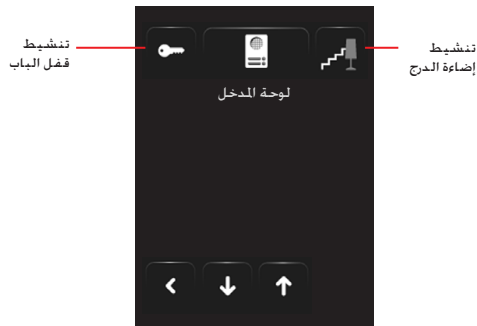 تنشيط
إضاءة الدرج
تنشيط
قفل الباب
لوحة المدخل